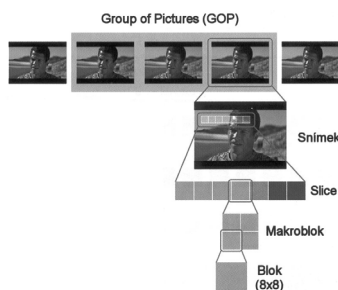 Group of Pictures (GOP)
Snímek
Slice
Makroblok
Blok
(8x8)